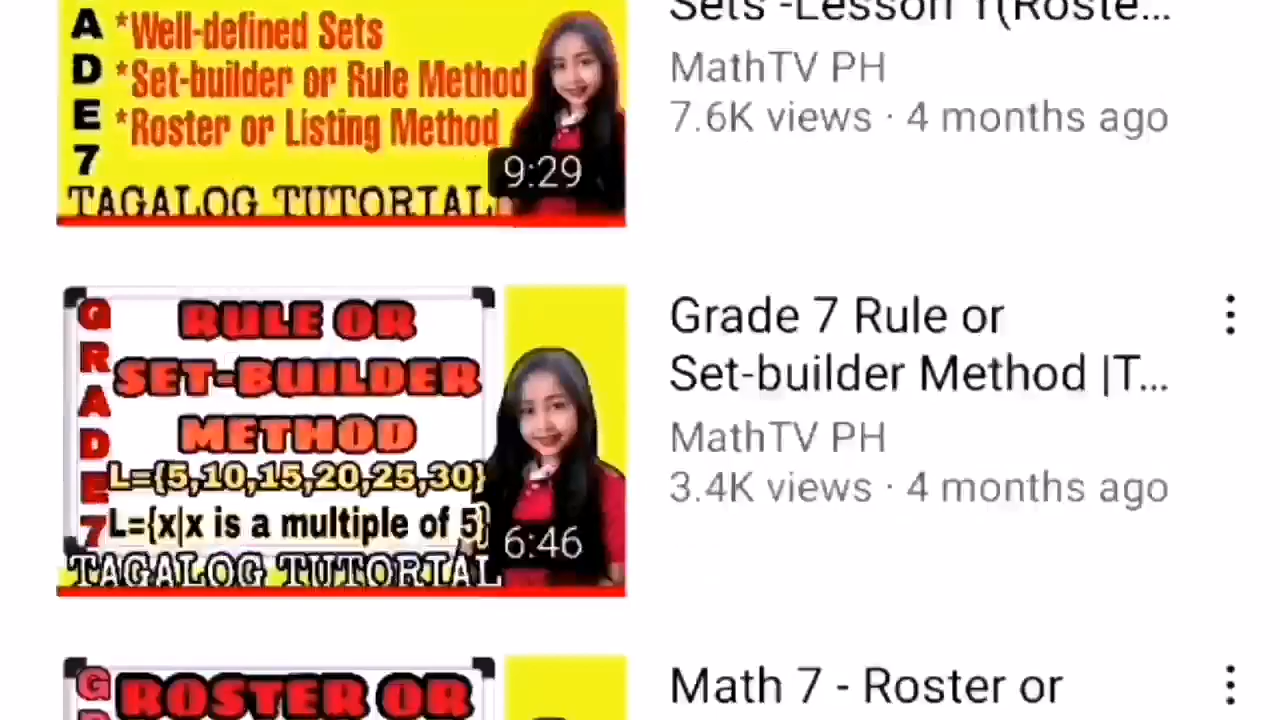 Sets -Lesson 1(Roste...
MathTV PH
7.6K views · 4 months ago
A
D
E
7
*Well-defined Sets
*Set-builder or Rule Method
*Roster or Listing Method
9:29
TAGALOG TUTORIAL
GRADE 7
RULE OR
SET-BUILDER
METHOD
L={5,10,15,20,25,30}
L={x|x is a multiple of 5}
6:46
TAGALOG TUTORIAL
Grade 7 Rule or
Set-builder Method |T...
MathTV PH
3.4K views · 4 months ago
G
ROSTER OR
Math 7 - Roster or